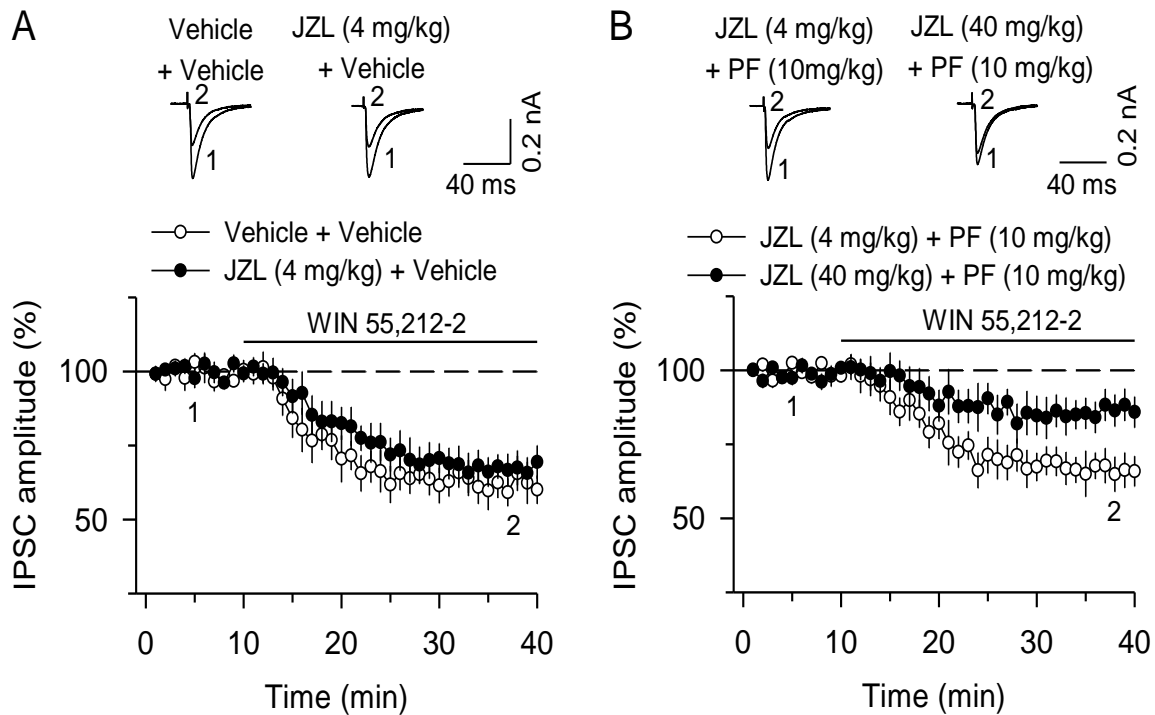 A
Vehicle
+ Vehicle
JZL (4 mg/kg)
+ Vehicle
2
1
2
1
0.2 nA
40 ms
Vehicle + Vehicle
JZL (4 mg/kg) + Vehicle
WIN 55,212-2
IPSC amplitude (%)
100
50
1
2
0 10 20 30 40
Time (min)
B
JZL (4 mg/kg)
+ PF (10mg/kg)
JZL (40 mg/kg)
+ PF (10 mg/kg)
2
1
2
1
0.2 nA
40 ms
JZL (4 mg/kg) + PF (10 mg/kg)
JZL (40 mg/kg) + PF (10 mg/kg)
WIN 55,212-2
IPSC amplitude (%)
100
50
1
2
0 10 20 30 40
Time (min)